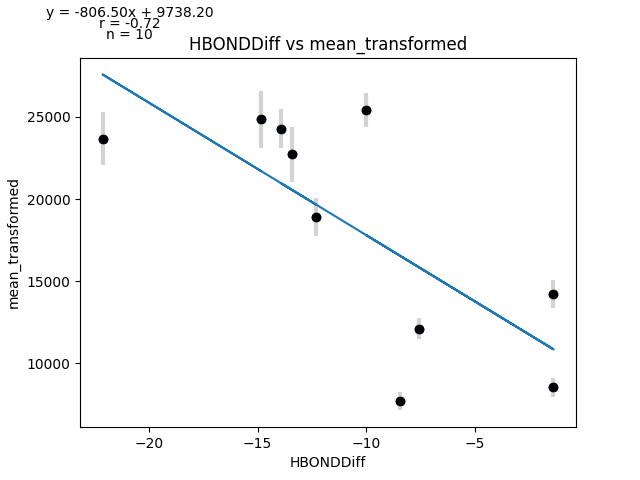 y = -806.50x + 9738.20
r = -0.72
n = 10
HBONDDiff vs mean_transformed
mean_transformed
25000
20000
15000
10000
−20
−15
−10
−5
HBONDDiff